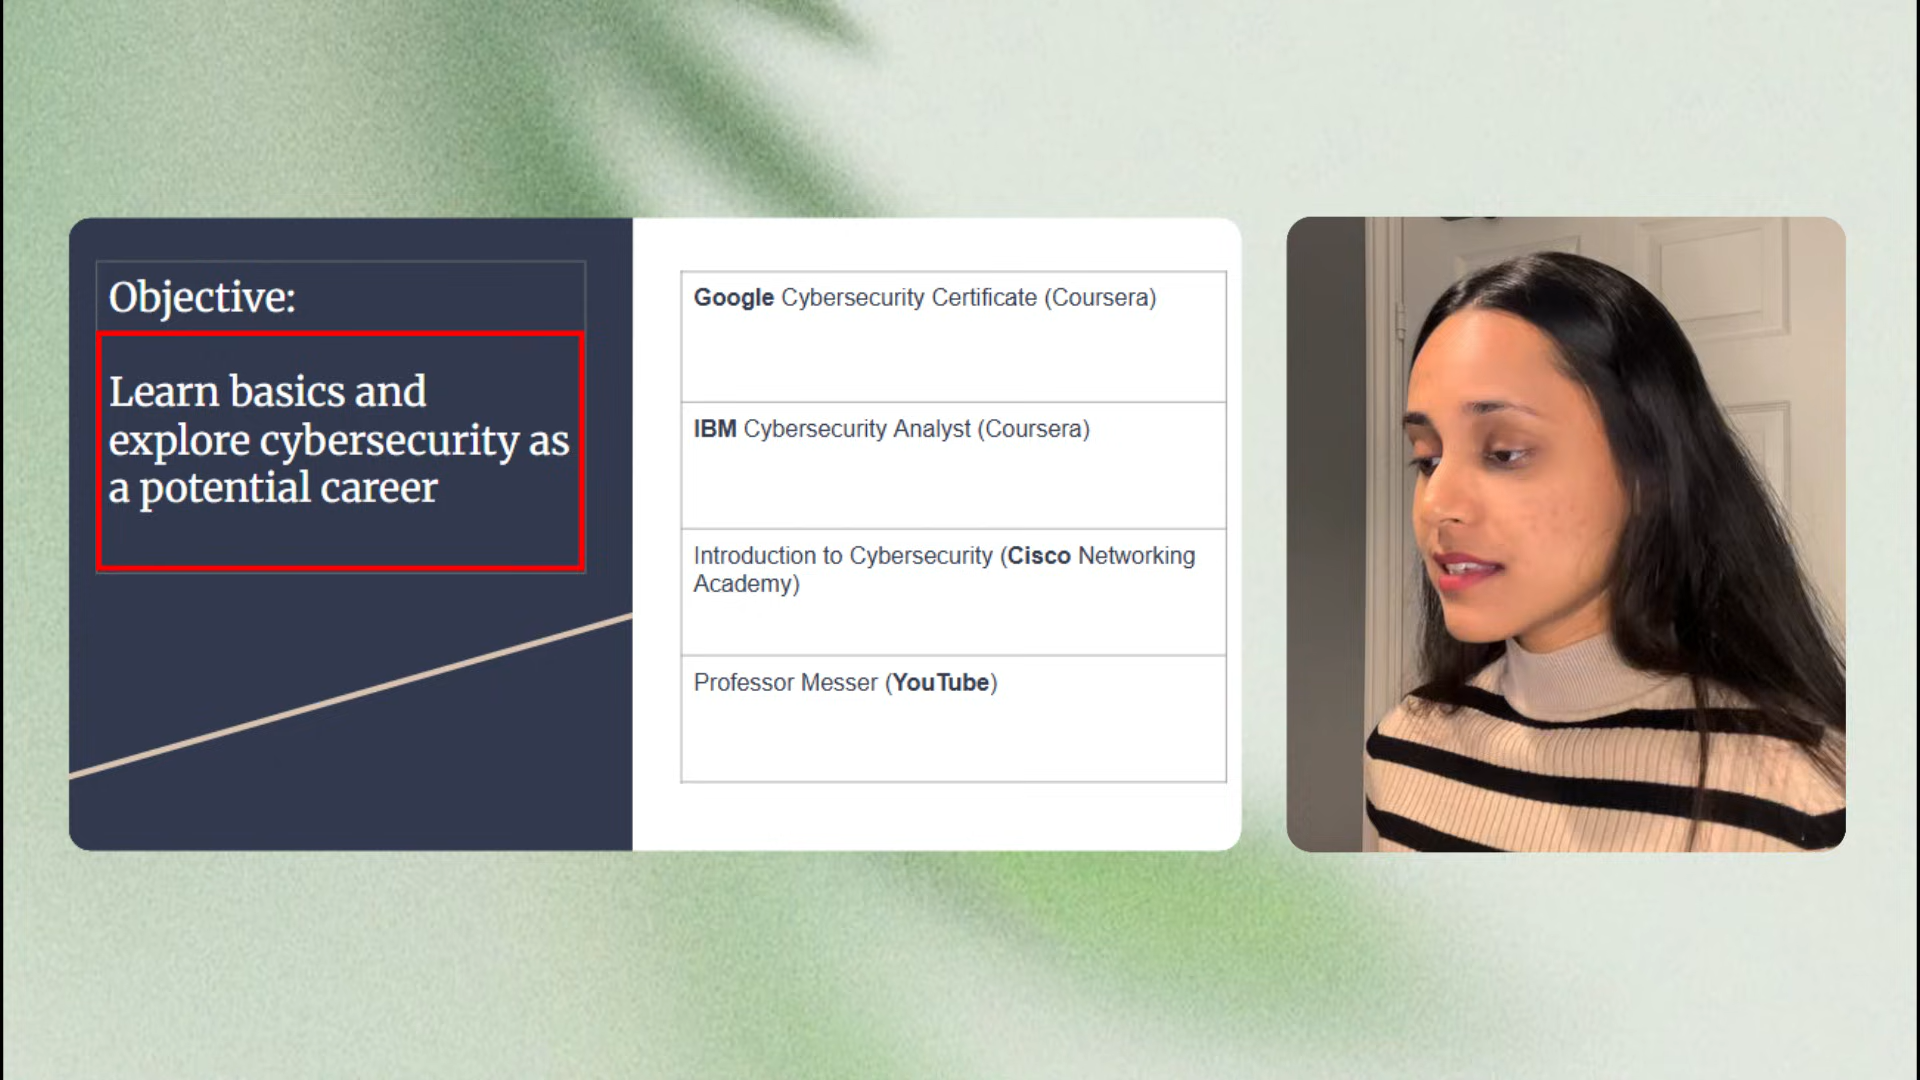 Objective:
Learn basics and
explore cybersecurity as
a potential career
Google Cybersecurity Certificate (Coursera)
IBM Cybersecurity Analyst (Coursera)
Introduction to Cybersecurity (Cisco Networking
Academy)
Professor Messer (YouTube)